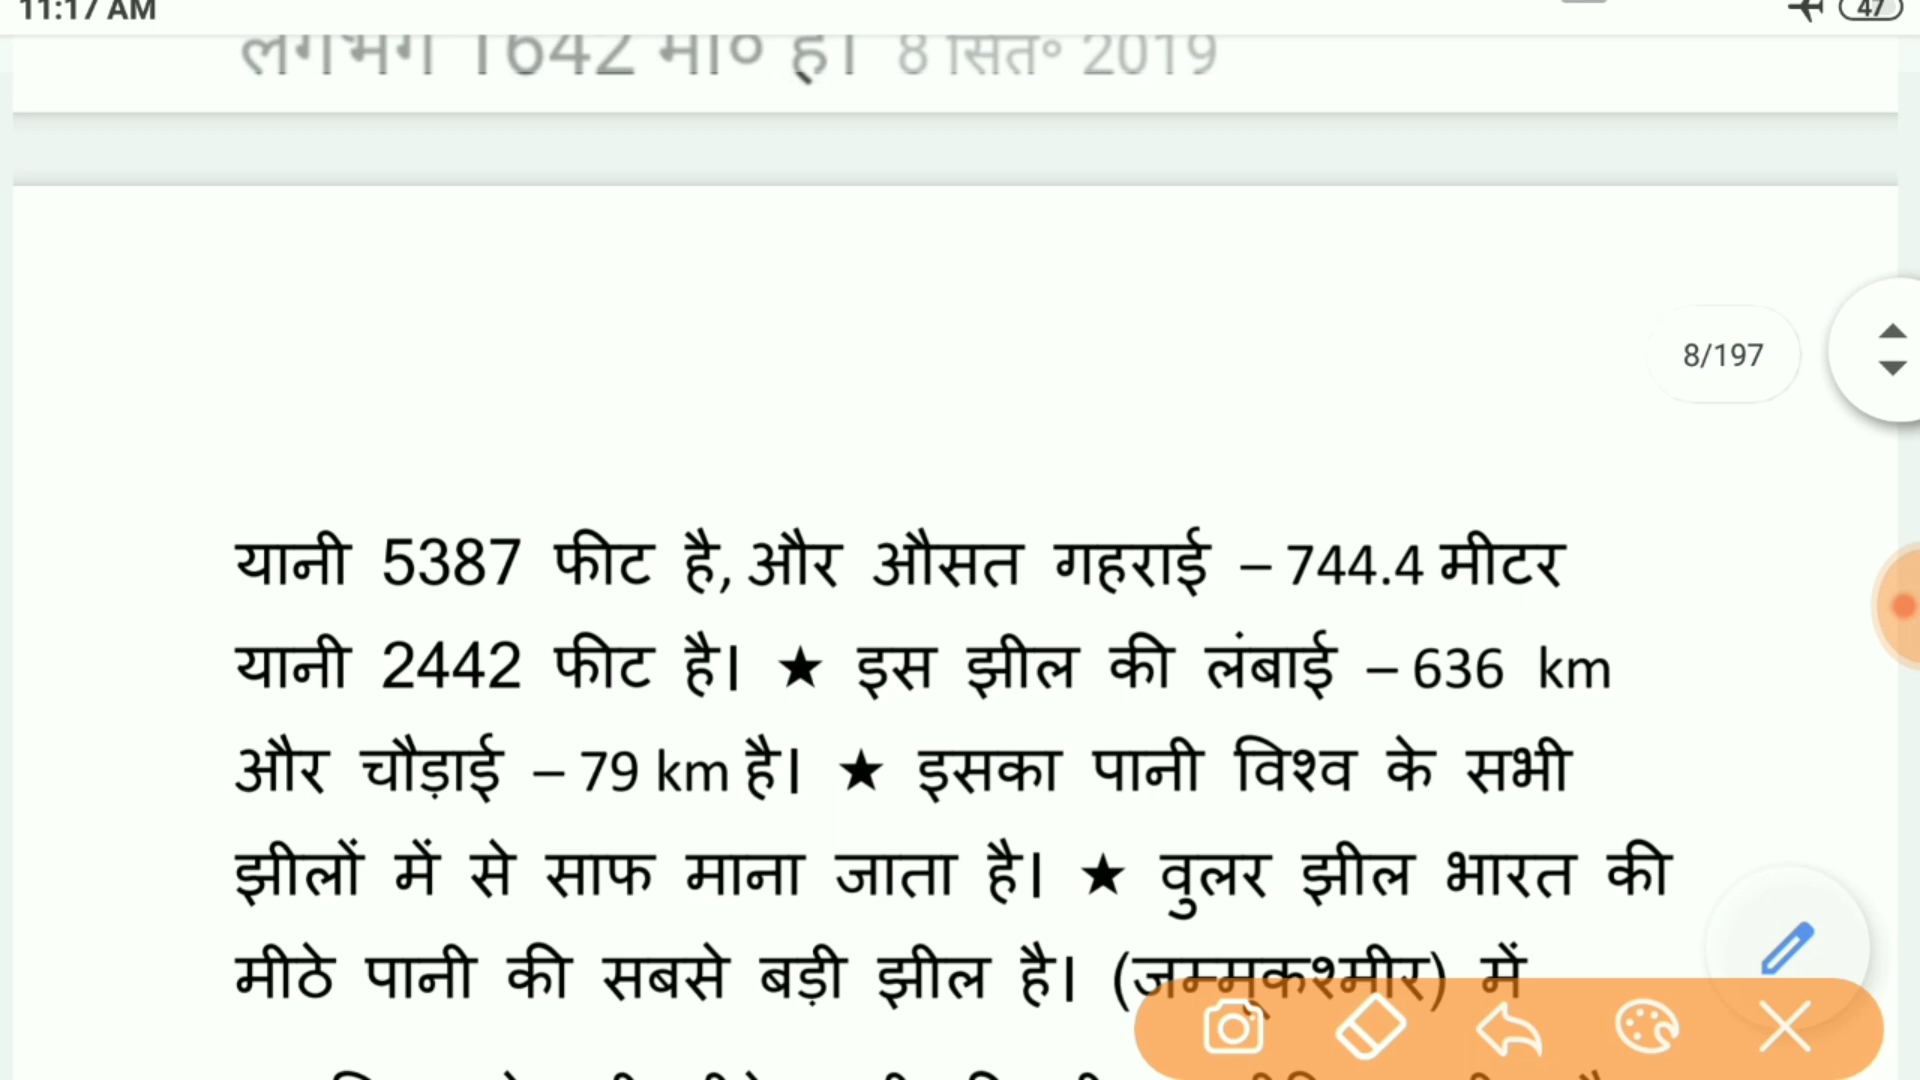 11:17 AM
47
लगभग 1642 मी० है। 8 सित० 2019
8/197
यानी 5387 फीट है, और औसत गहराई – 744.4 मीटर
यानी 2442 फीट है। ★ इस झील की लंबाई – 636 km
और चौड़ाई – 79 km है। ★ इसका पानी विश्व के सभी
झीलों में से साफ माना जाता है। ★ वुलर झील भारत की
मीठे पानी की सबसे बड़ी झील है। (जम्मूकश्मीर) में